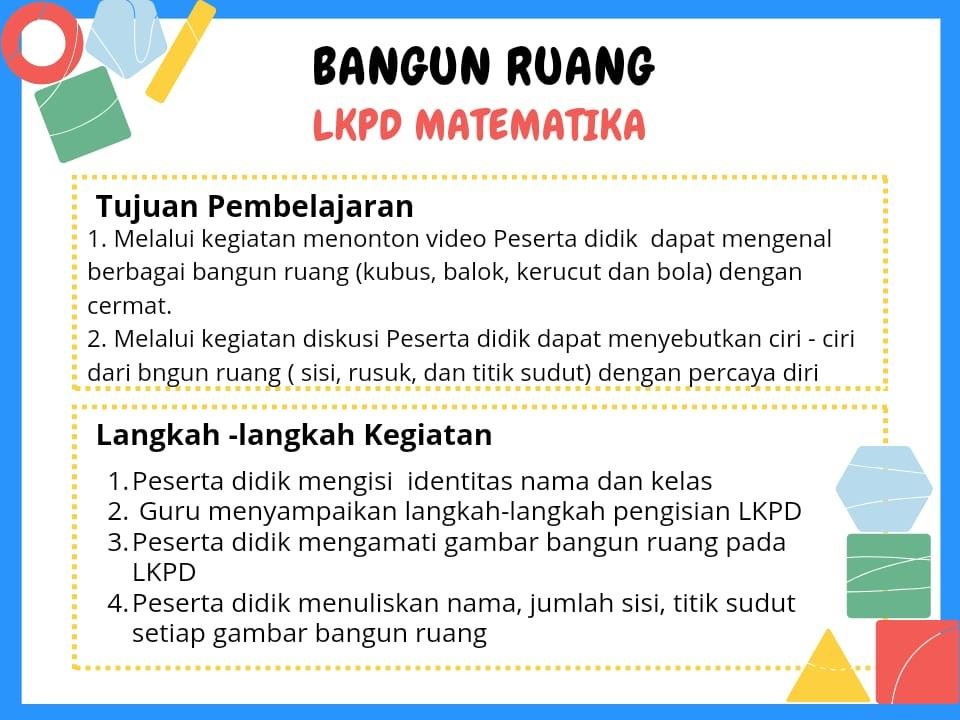 BANGUN RUANG
LKPD MATEMATIKA
Tujuan Pembelajaran
1. Melalui kegiatan menonton video Peserta didik  dapat mengenal
berbagai bangun ruang (kubus, balok, kerucut dan bola) dengan
cermat.
2. Melalui kegiatan diskusi Peserta didik dapat menyebutkan ciri - ciri
dari bngun ruang ( sisi, rusuk, dan titik sudut) dengan percaya diri
Langkah -langkah Kegiatan
1. Peserta didik mengisi  identitas nama dan kelas
2. Guru menyampaikan langkah-langkah pengisian LKPD
3. Peserta didik mengamati gambar bangun ruang pada
LKPD
4. Peserta didik menuliskan nama, jumlah sisi, titik sudut
setiap gambar bangun ruang